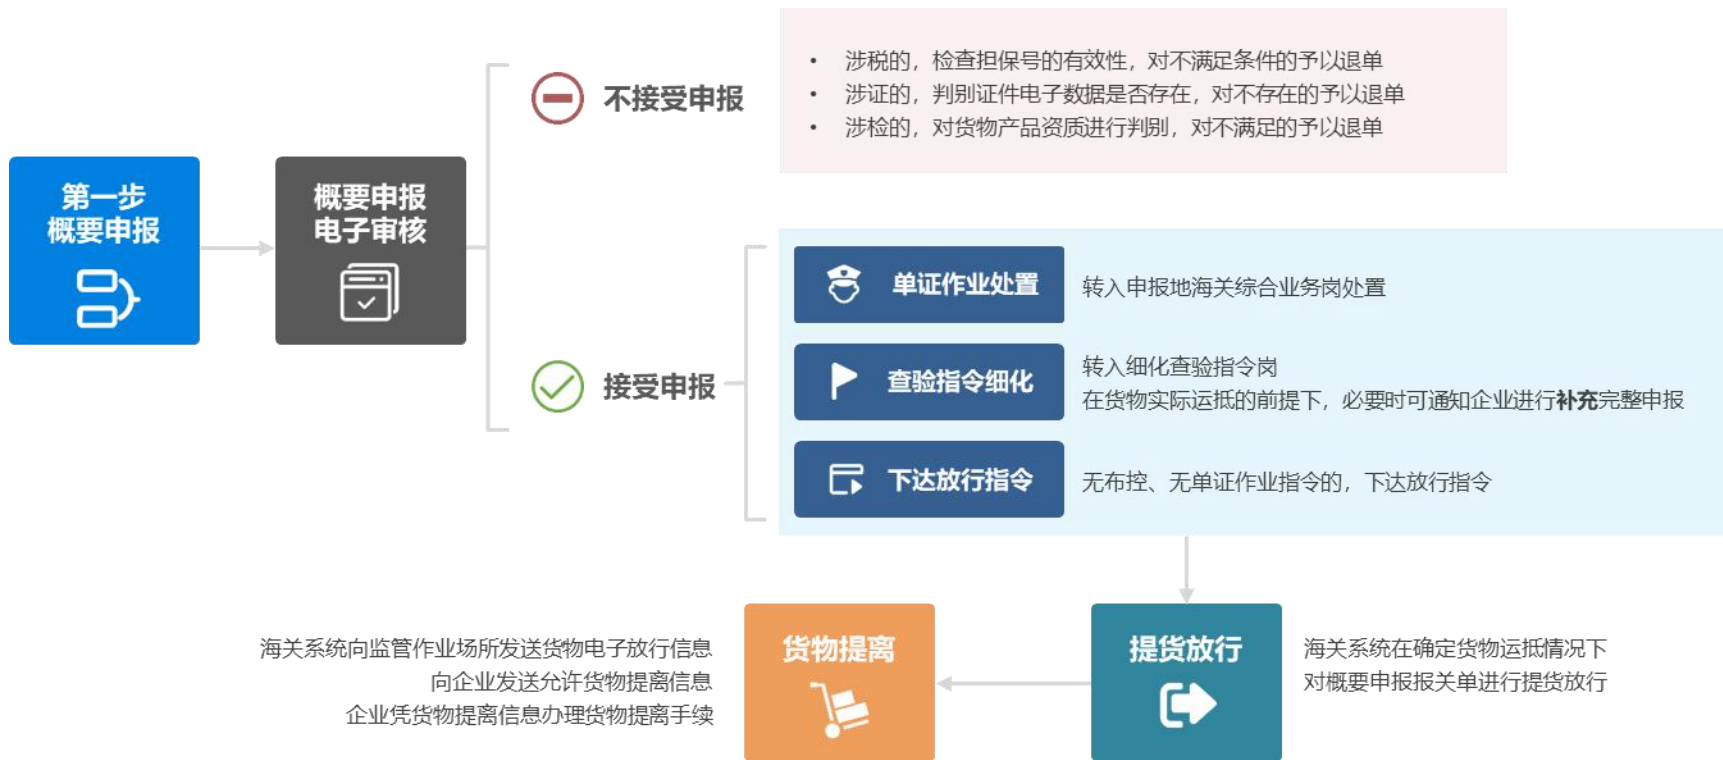 第一步
概要申报
概要申报
电子审核
不接受申报
• 涉税的，检查担保号的有效性，对不满足条件的予以退单
• 涉证的，判别证件电子数据是否存在，对不存在的予以退单
• 涉检的，对货物产品资质进行判别，对不满足的予以退单
接受申报
单证作业处置
转入申报地海关综合业务岗处置
查验指令细化
转入细化查验指令岗
在货物实际运抵的前提下，必要时可通知企业进行补充完整申报
下达放行指令
无布控、无单证作业指令的，下达放行指令
提货放行
海关系统在确定货物运抵情况下
对概要申报报关单进行提货放行
货物提离
海关系统向监管作业场所发送货物电子放行信息
向企业发送允许货物提离信息
企业凭货物提离信息办理货物提离手续